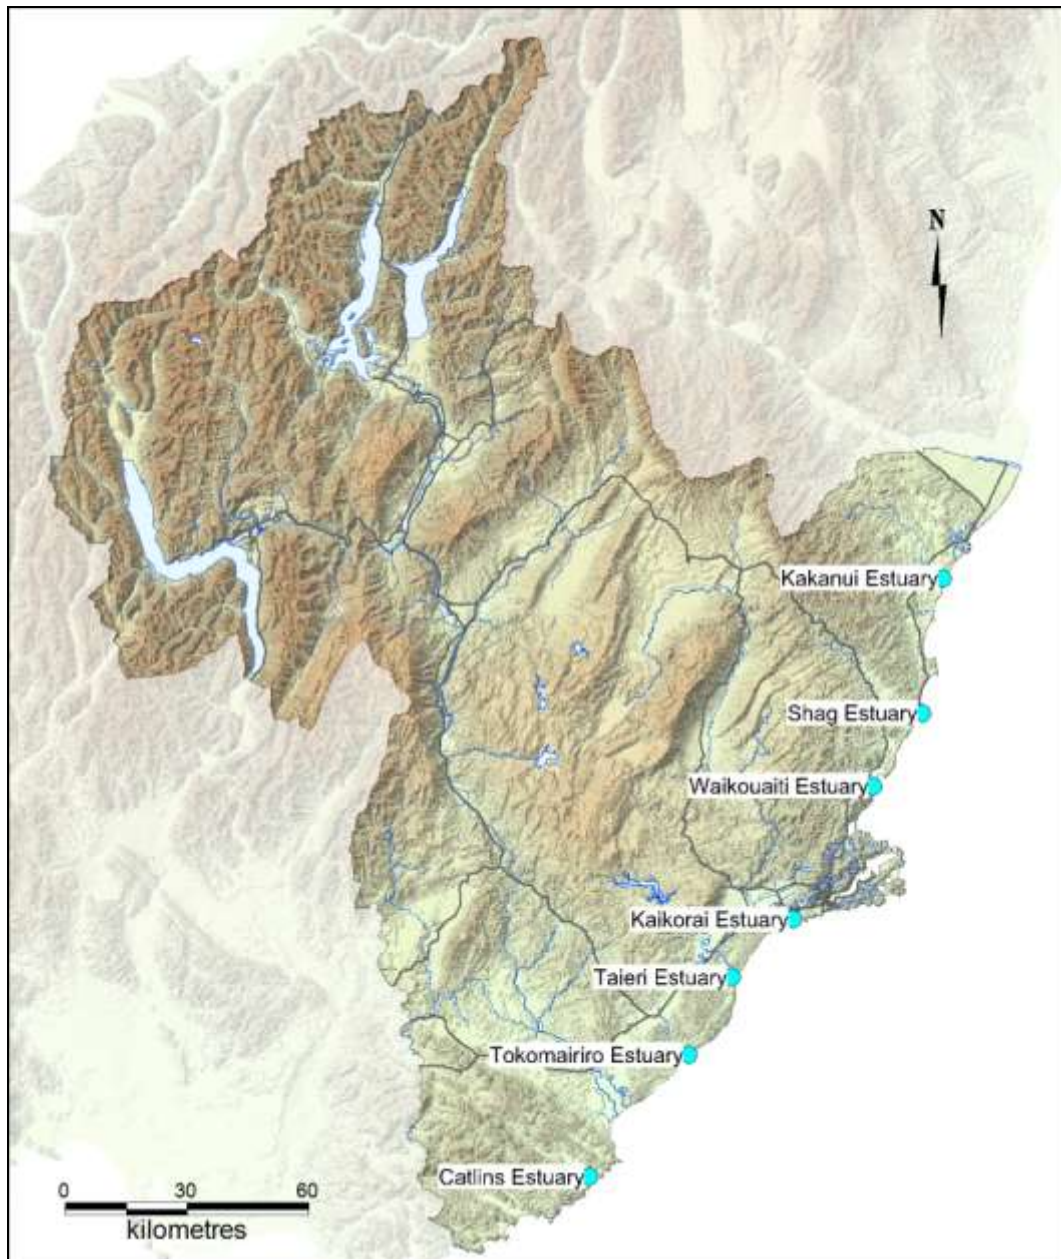 N
Kakanui Estuary
Shag Estuary
Waikouaiti Estuary
Kaikorai Estuary
Taieri Estuary
Tokomairiro Estuary
Catlins Estuary
0 30 60
kilometres